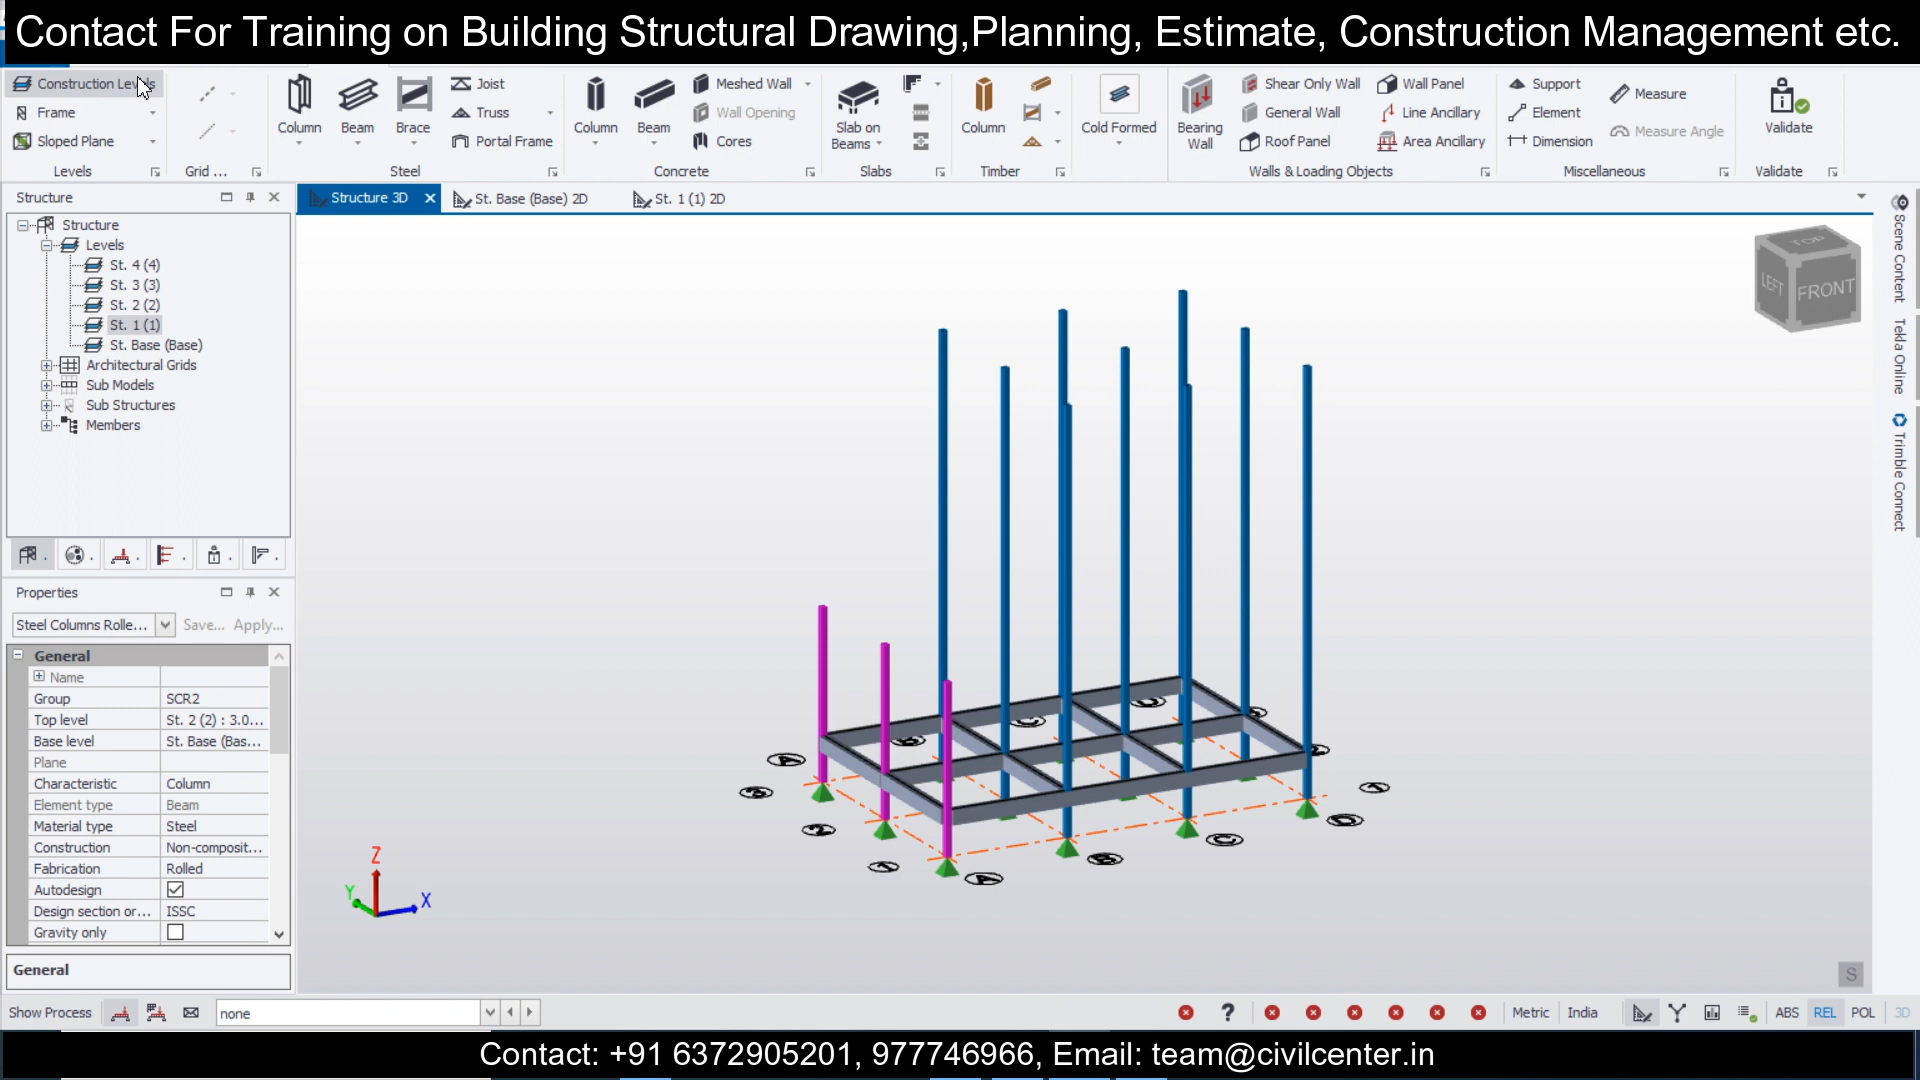 Contact For Training on Building Structural Drawing,Planning, Estimate, Construction Management etc.
Construction Levels
Frame
Sloped Plane
Levels
Grid ...
Column
Beam
Brace
Joist
Truss
Portal Frame
Steel
Column
Beam
Meshed Wall
Wall Opening
Cores
Concrete
Slab on
Beams
Slabs
Column
Timber
Cold Formed
Bearing
Wall
Shear Only Wall
General Wall
Roof Panel
Wall Panel
Line Ancillary
Area Ancillary
Walls & Loading Objects
Support
Element
Dimension
Measure
Measure Angle
Miscellaneous
Validate
Validate
Structure
Structure 3D
St. Base (Base) 2D
St. 1 (1) 2D
Structure
Levels
St. 4 (4)
St. 3 (3)
St. 2 (2)
St. 1 (1)
St. Base (Base)
Architectural Grids
Sub Models
Sub Structures
Members
TOP
LEFT
FRONT
Scene Content
Tekla Online
Trimble Connect
Properties
Steel Columns Rolle...
Save...
Apply...
General
Name
Group SCR2
Top level St. 2 (2) : 3.0...
Base level St. Base (Bas...
Plane
Characteristic Column
Element type Beam
Material type Steel
Construction Non-composit...
Fabrication Rolled
Autodesign
Design section or... ISSC
Gravity only
General
A
B
C
D
3
2
1
A
B
C
D
1
2
Z
Y
X
S
Show Process
none
?
Metric
India
ABS
REL
POL
3D
Contact: +91 6372905201, 977746966, Email: team@civilcenter.in